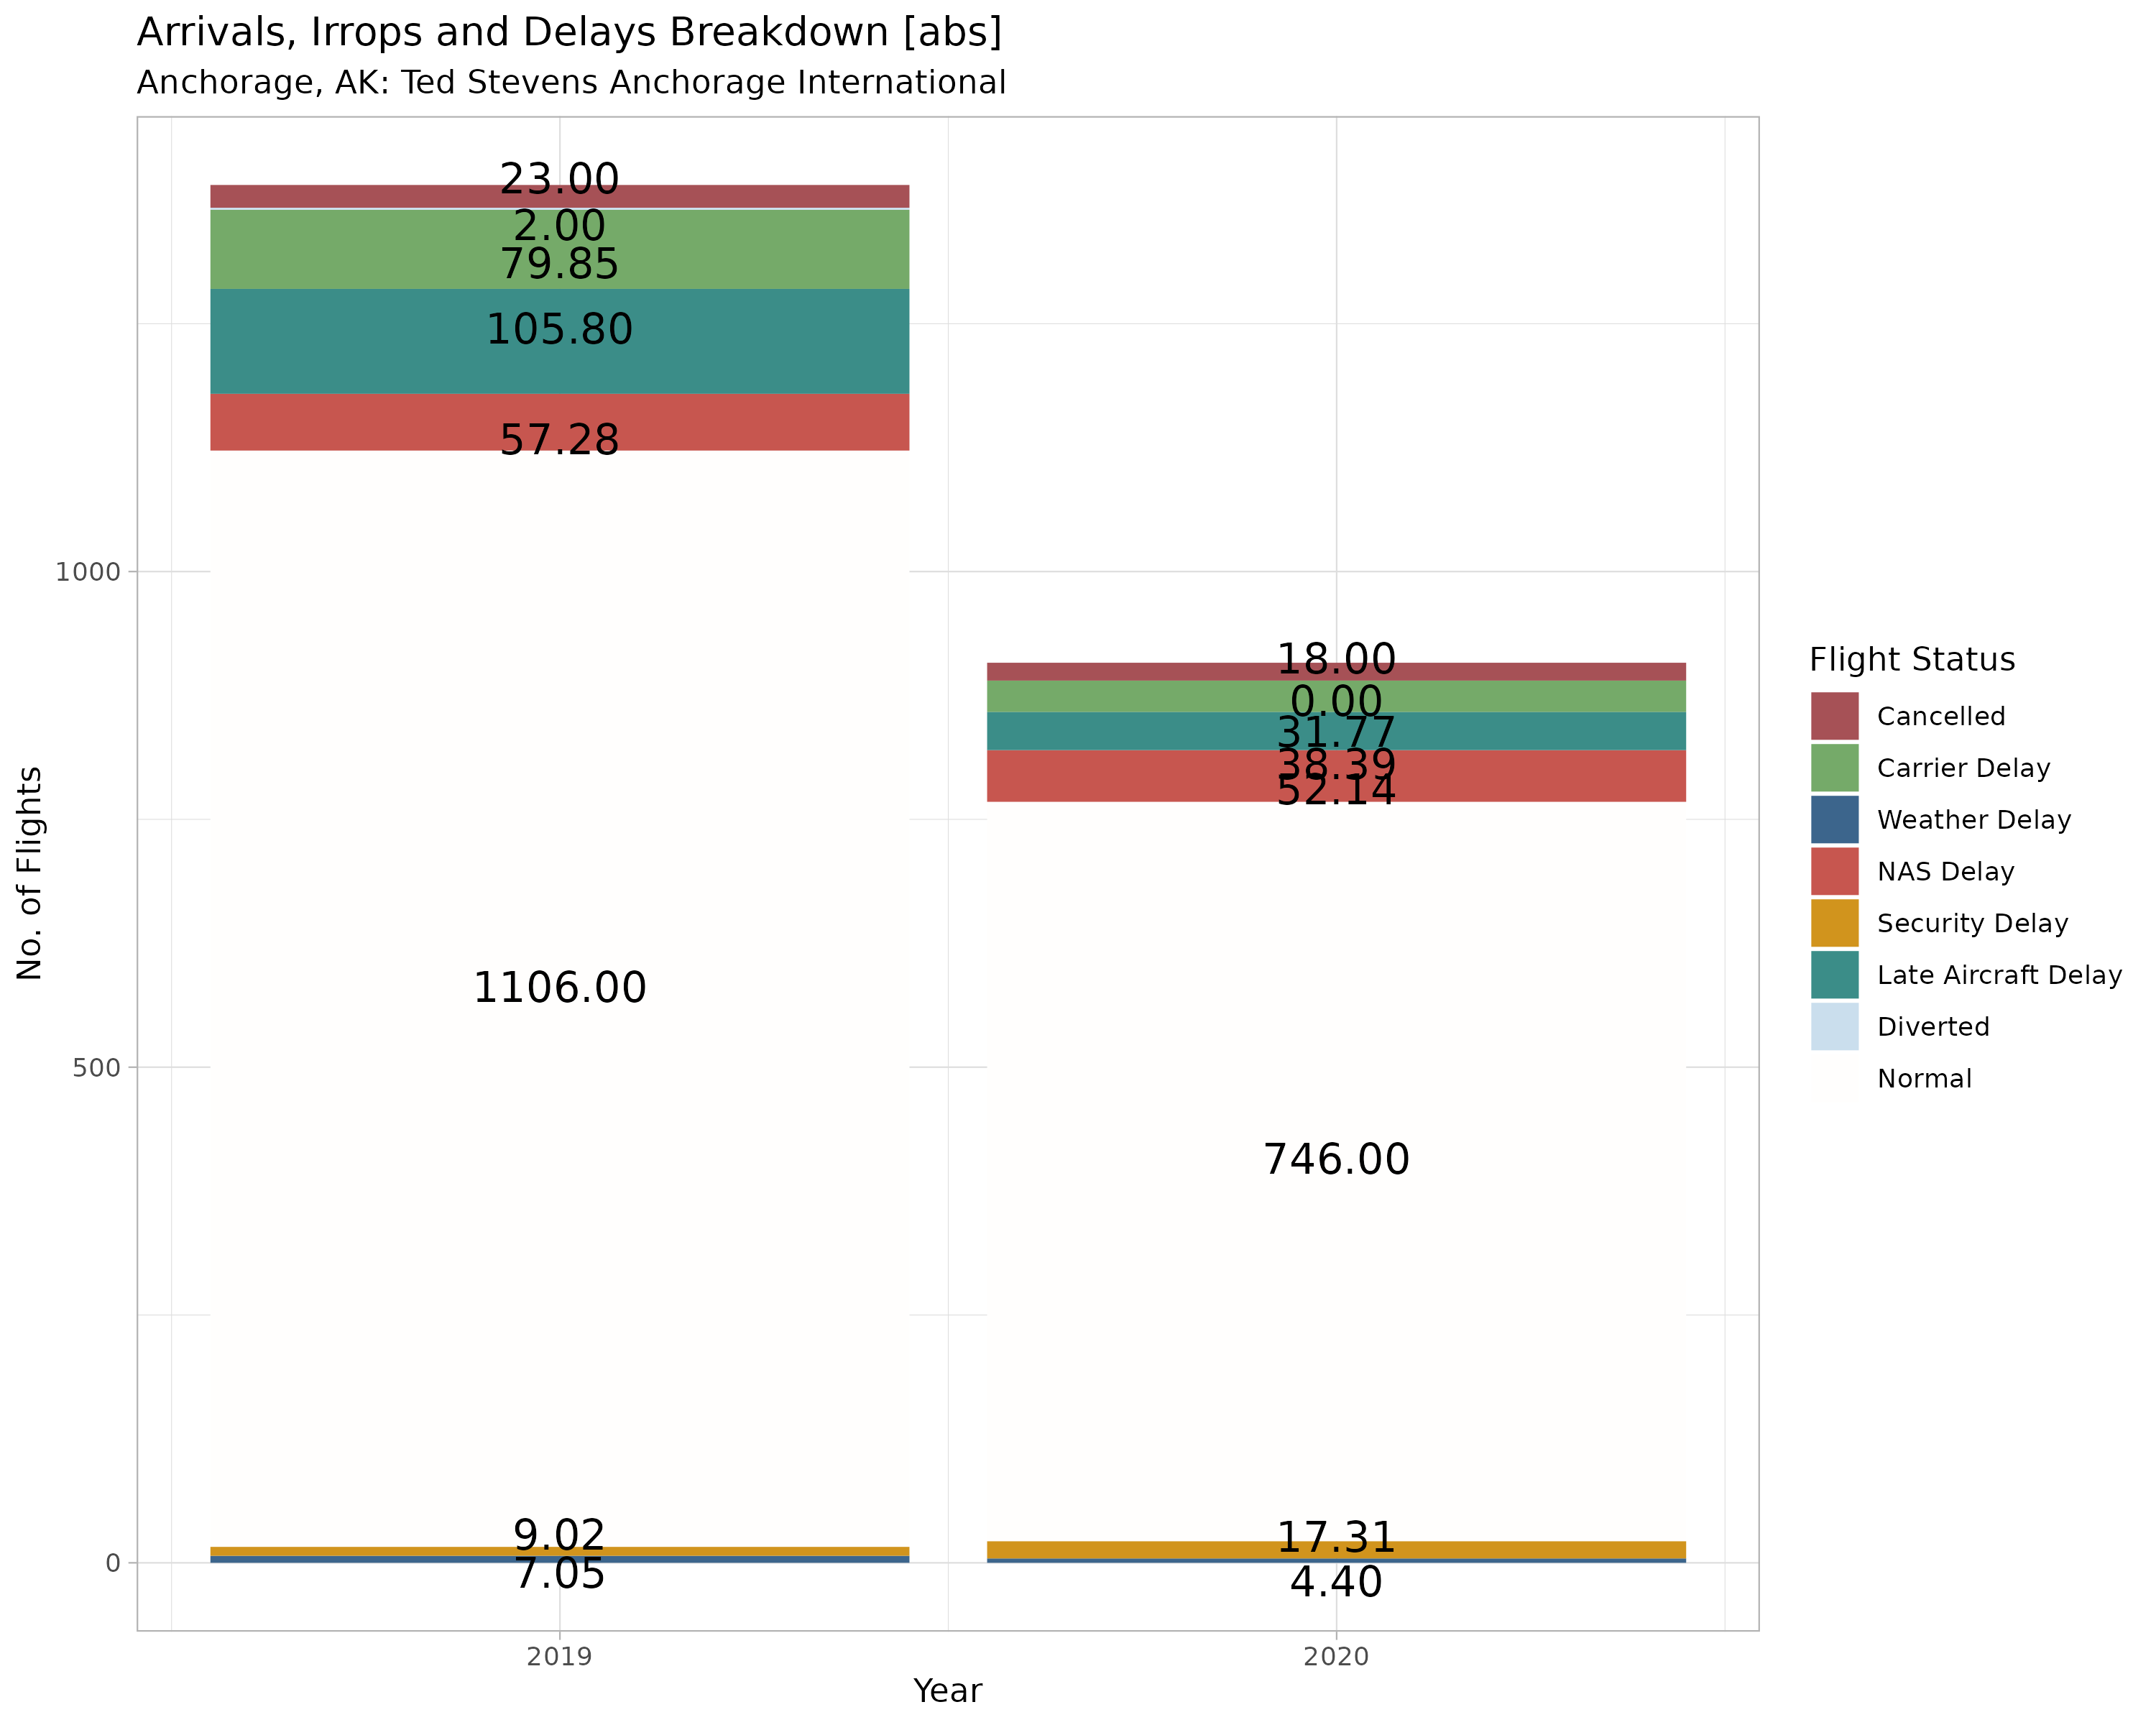 Arrivals, Irrops and Delays Breakdown [abs]
Anchorage, AK: Ted Stevens Anchorage International
23.00
2.00
79.85
105.80
57.28
1106.00
9.02
7.05
18.00
0.00
31.77
38.39
52.14
746.00
17.31
4.40
1000
500
0
No. of Flights
2019
2020
Year
Flight Status
Cancelled
Carrier Delay
Weather Delay
NAS Delay
Security Delay
Late Aircraft Delay
Diverted
Normal